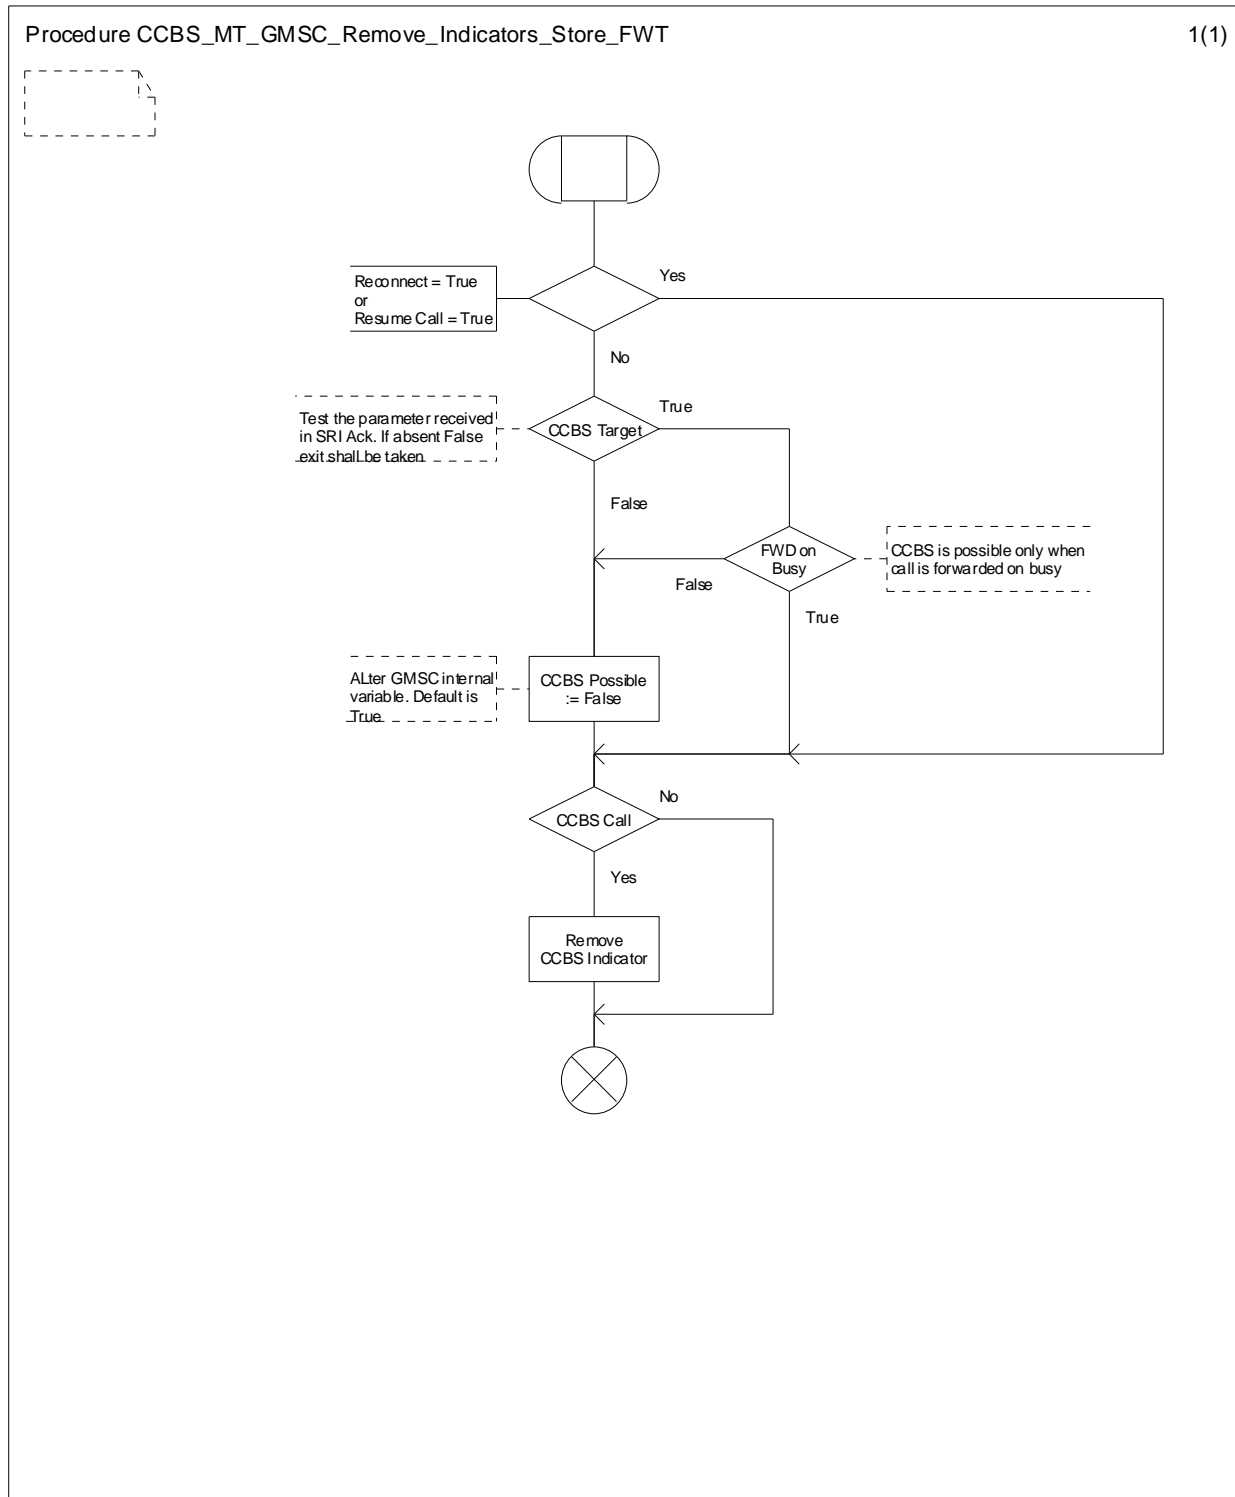 Procedure CCBS_MT_GMSC_Remove_Indicators_Store_FWT
1(1)
Yes
Reconnect = True
or
Resume Call = True
No
True
Test the parameter received
in SRI Ack. If absent False
exit shall be taken
CCBS Target
False
FWD on
Busy
CCBS is possible only when
call is forwarded on busy
False
True
ALter GMSC internal
variable. Default is
True
CCBS Possible
:= False
No
CCBS Call
Yes
Remove
CCBS Indicator